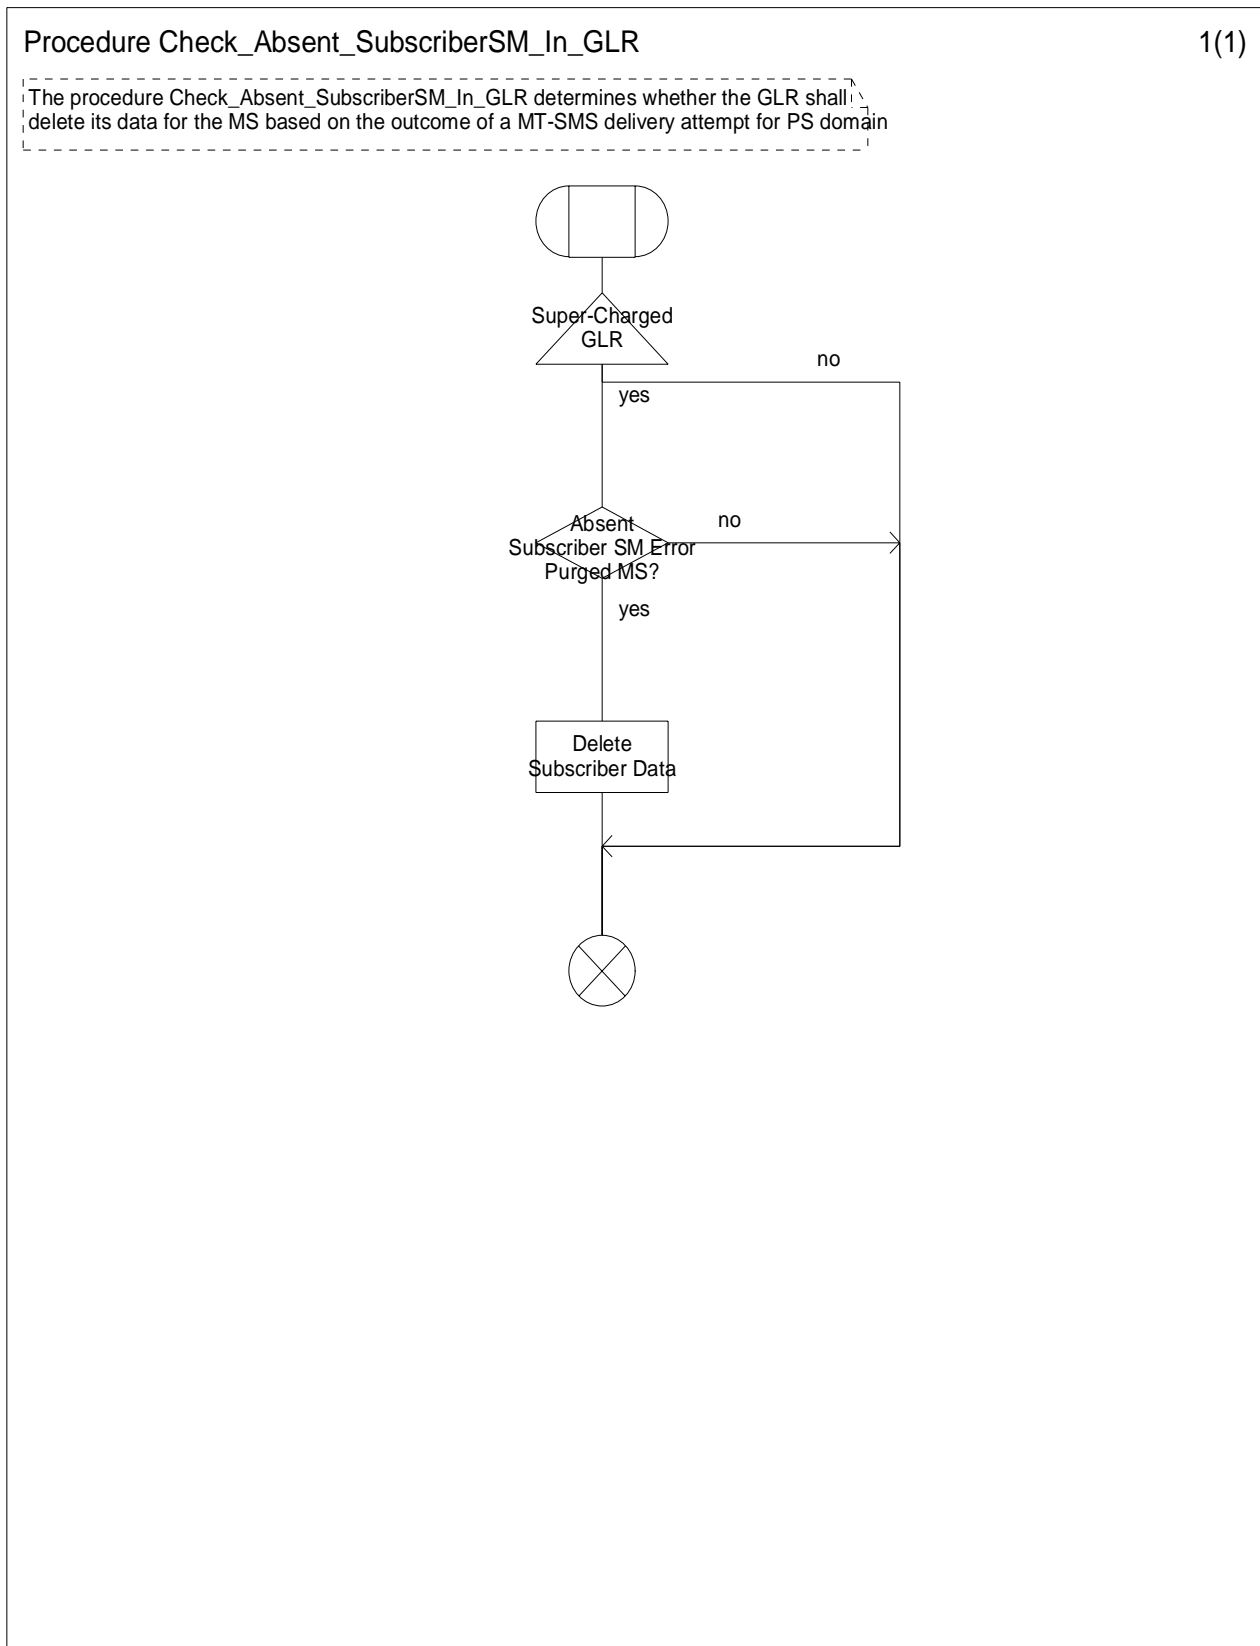 Procedure Check_Absent_SubscriberSM_In_GLR
1(1)
The procedure Check_Absent_SubscriberSM_In_GLR determines whether the GLR shall
delete its data for the MS based on the outcome of a MT-SMS delivery attempt for PS domain
Super-Charged
GLR
no
yes
Absent
Subscriber SM Error
Purged MS?
no
yes
Delete
Subscriber Data